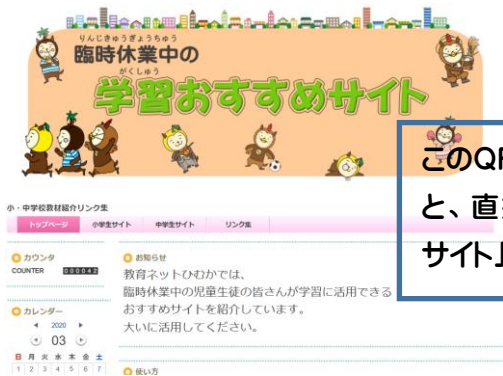 りんじきゅうぎょうちゅう
臨時休業中の
がくしゅう
学習おすすめサイト
このQ
と、直
サイト」
小・中学校教材紹介リンク集
トップページ 小学生サイト 中学生サイト リンク集
カウンタ
COUNTER 000042
カレンダー
2020
03
日 月 火 水 木 金 土
1 2 3 4 5 6 7
お知らせ
教育ネットひむかでは、
臨時休業中の児童生徒の皆さんが学習に活用できる
おすすめサイトを紹介しています。
大いに活用してください。
使い方